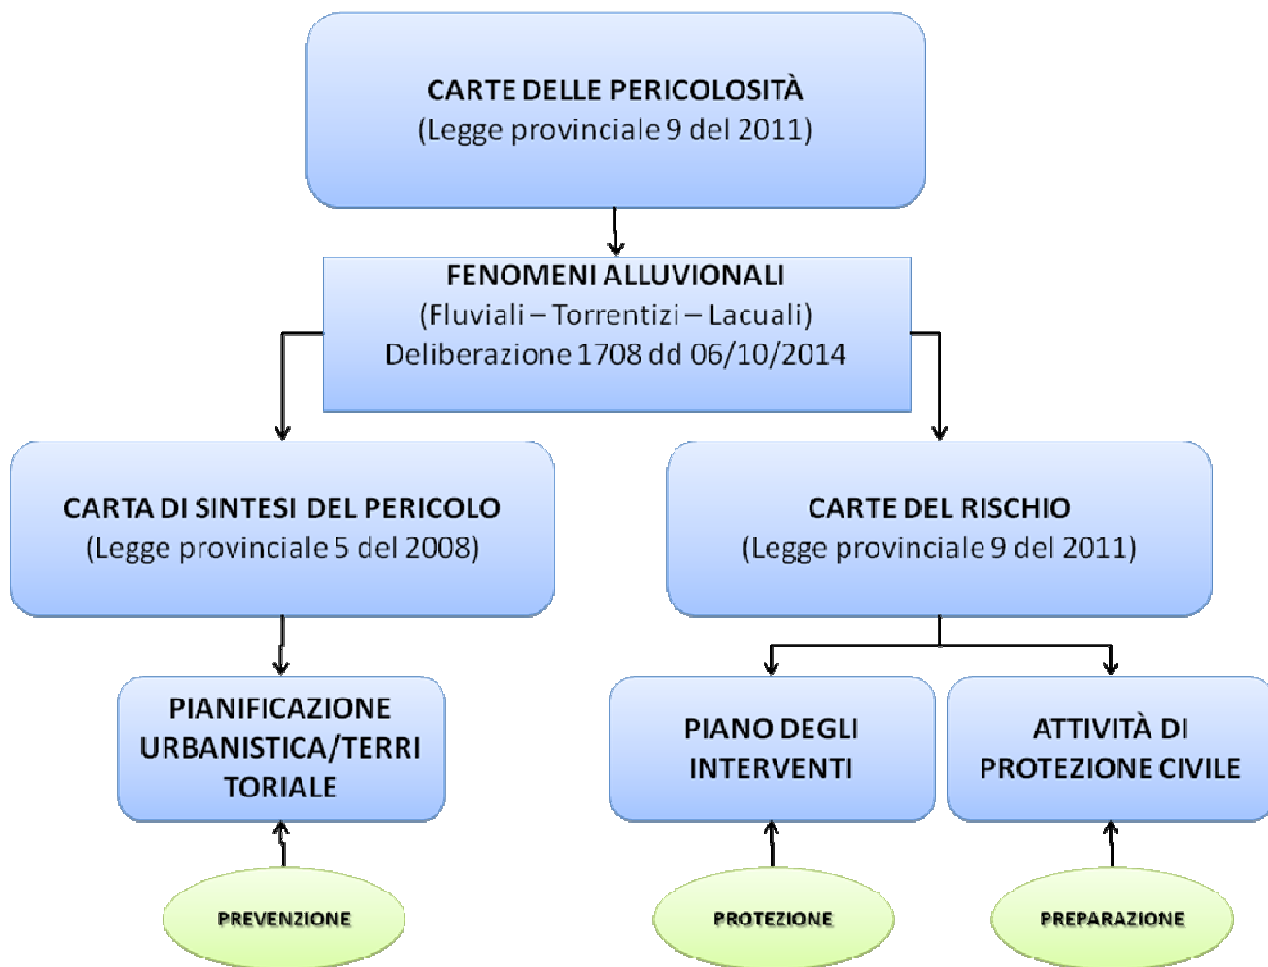 CARTE DELLE PERICOLOSITÀ
(Legge provinciale 9 del 2011)
FENOMENI ALLUVIONALI
(Fluviali – Torrentizi – Lacuali)
Deliberazione 1708 dd 06/10/2014
CARTA DI SINTESI DEL PERICOLO
(Legge provinciale 5 del 2008)
CARTE DEL RISCHIO
(Legge provinciale 9 del 2011)
PIANIFICAZIONE
URBANISTICA/TERRI
TORIALE
PIANO DEGLI
INTERVENTI
ATTIVITÀ DI
PROTEZIONE CIVILE
PREVENZIONE
PROTEZIONE
PREPARAZIONE